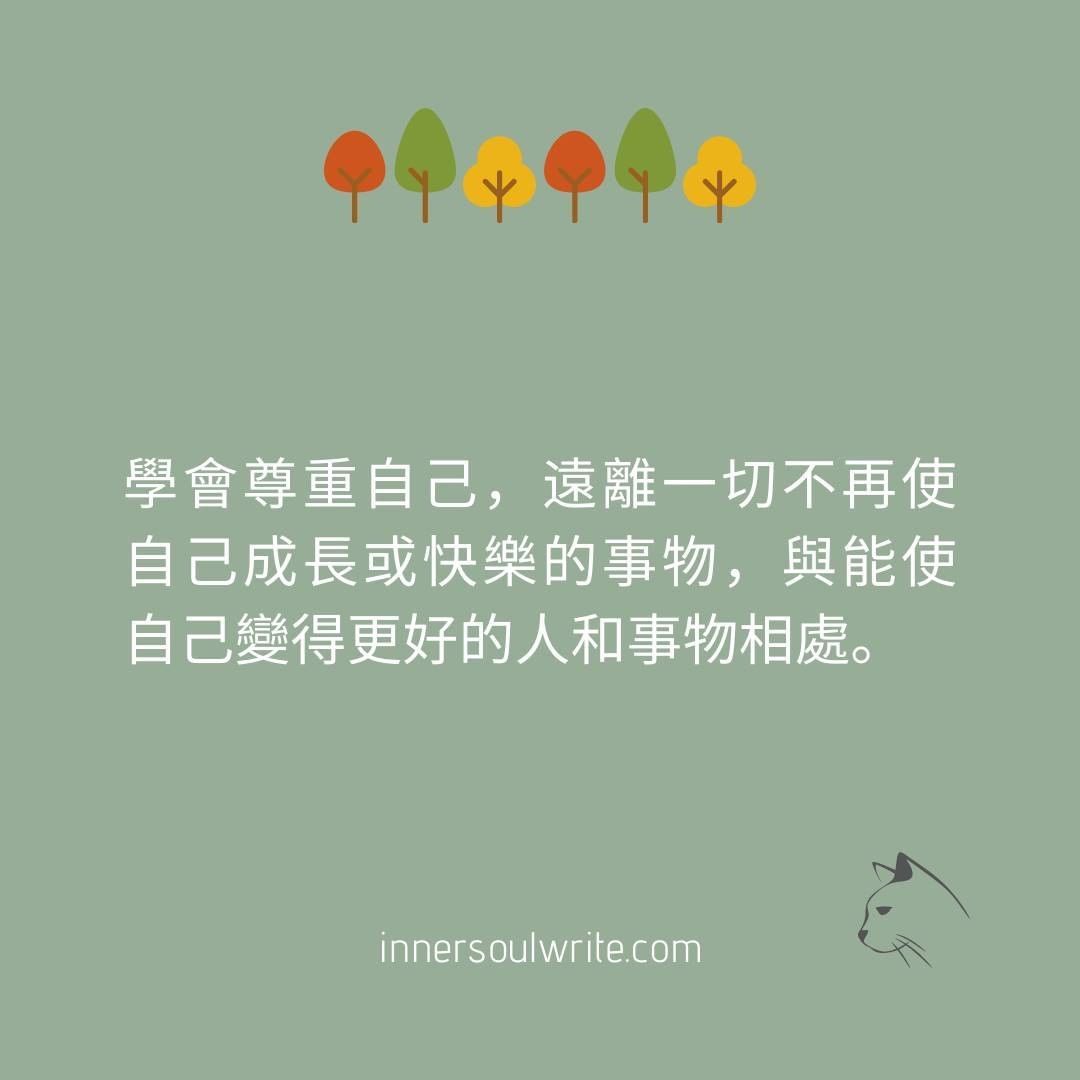 學會尊重自己，遠離一切不再使
自己成長或快樂的事物，與能使
自己變得更好的人和事物相處。
innersoulwrite.com